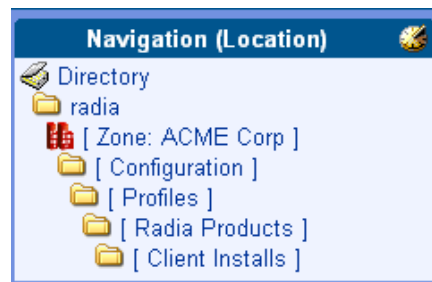 Navigation (Location)
Directory
radia
[ Zone: ACME Corp ]
[ Configuration ]
[ Profiles ]
[ Radia Products ]
[ Client Installs ]